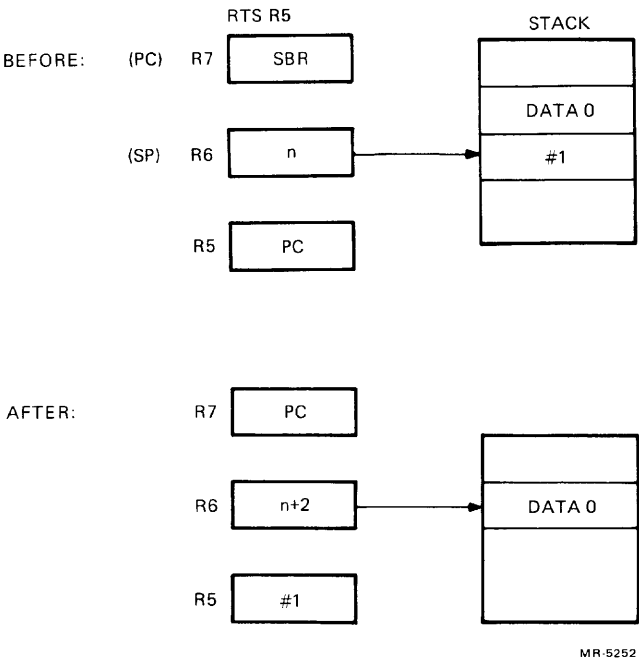 RTS R5
STACK
BEFORE: (PC) R7 SBR
DATA 0
(SP) R6 n #1
R5 PC
AFTER: R7 PC
R6 n+2 DATA 0
R5 #1
MR-5252